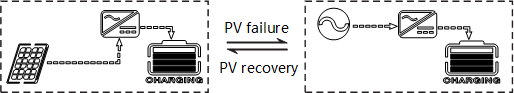 PV failure
PV recovery
CHARGING
CHARGING